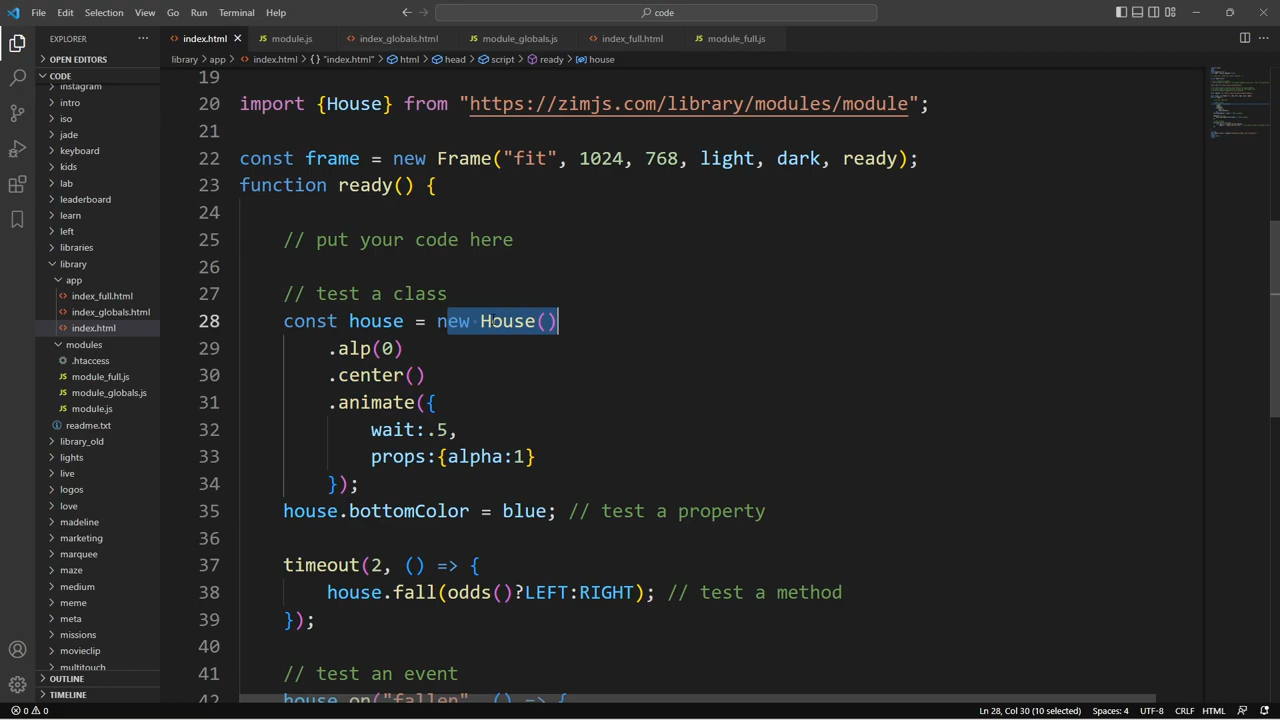 File Edit Selection View Go Run Terminal Help
code
EXPLORER
index.html
module.js
index_globals.html
module_globals.js
index_full.html
module_full.js
OPEN EDITORS
library app index.html "index.html" html head script ready house
CODE
instagram
intro
iso
jade
keyboard
kids
lab
leaderboard
learn
left
libraries
library
app
index_full.html
index_globals.html
index.html
modules
.htaccess
module_full.js
module_globals.js
module.js
readme.txt
library_old
lights
live
logos
love
madeline
marketing
marquee
maze
medium
meme
menu
missions
movieclip
multitouch
OUTLINE
TIMELINE
19
20 import {House} from "https://zimjs.com/library/modules/module";
21
22 const frame = new Frame("fit", 1024, 768, light, dark, ready);
23 function ready() {
24
25 // put your code here
26
27 // test a class
28 const house = new House()
29 .alp(0)
30 .center()
31 .animate({
32 wait:.5,
33 props:{alpha:1}
34 });
35 house.bottomColor = blue; // test a property
36
37 timeout(2, () => {
38 house.fall(odds()?LEFT:RIGHT); // test a method
39 });
40
41 // test an event
42 house.on("fallen", () => {
0 0 Ln 28, Col 30 (10 selected) Spaces: 4 UTF-8 CRLF HTML